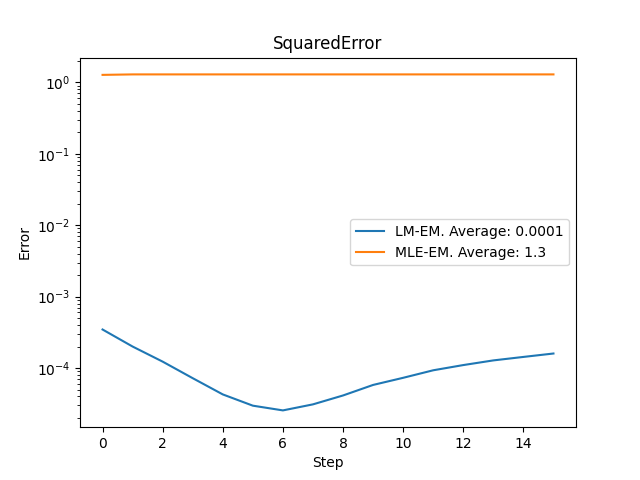 SquaredError
Error
10^0
10^-1
10^-2
10^-3
10^-4
LM-EM. Average: 0.0001
MLE-EM. Average: 1.3
0 2 4 6 8 10 12 14
Step